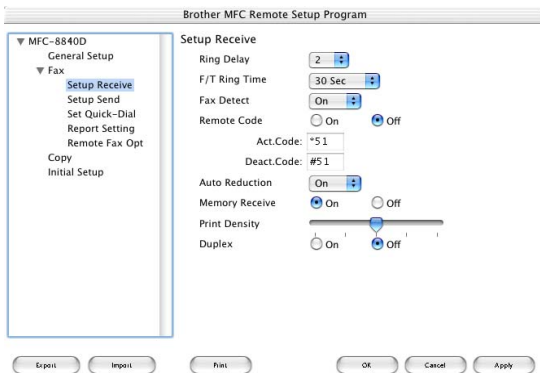 Brother MFC Remote Setup Program
MFC-8840D
General Setup
Fax
Setup Receive
Setup Send
Set Quick-Dial
Report Setting
Remote Fax Opt
Copy
Initial Setup
Setup Receive
Ring Delay 2
F/T Ring Time 30 Sec
Fax Detect On
Remote Code On Off
Act.Code: *51
Deact.Code: #51
Auto Reduction On
Memory Receive On Off
Print Density
Duplex On Off
Export Import Print OK Cancel Apply